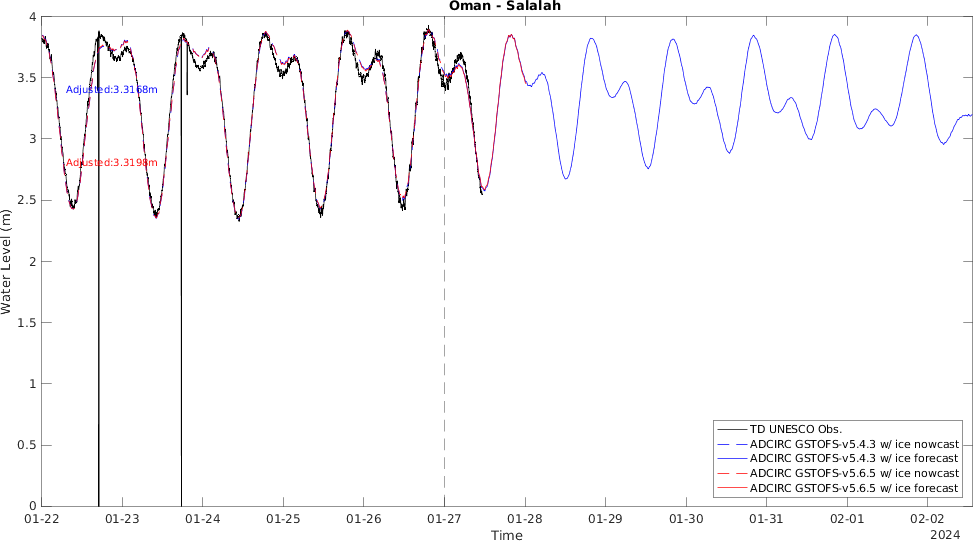 Oman - Salalah
4
3.5
3
2.5
2
1.5
1
0.5
0
Water Level (m)
Adjusted:3.3168m
Adjusted:3.3198m
TD UNESCO Obs.
ADCIRC GSTOFS-v5.4.3 w/ ice nowcast
ADCIRC GSTOFS-v5.4.3 w/ ice forecast
ADCIRC GSTOFS-v5.6.5 w/ ice nowcast
ADCIRC GSTOFS-v5.6.5 w/ ice forecast
01-22 01-23 01-24 01-25 01-26 01-27 01-28 01-29 01-30 01-31 02-01 02-02
Time
2024